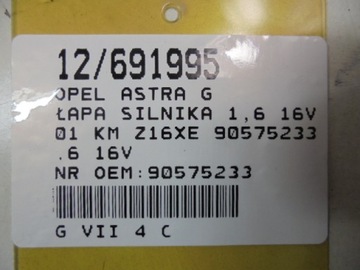 12/691995
OPEL ASTRA G
ŁAPA SILNIKA 1,6 16V
01 KM Z16XE 90575233
.6 16V
NR OEM:90575233
G VII 4 C